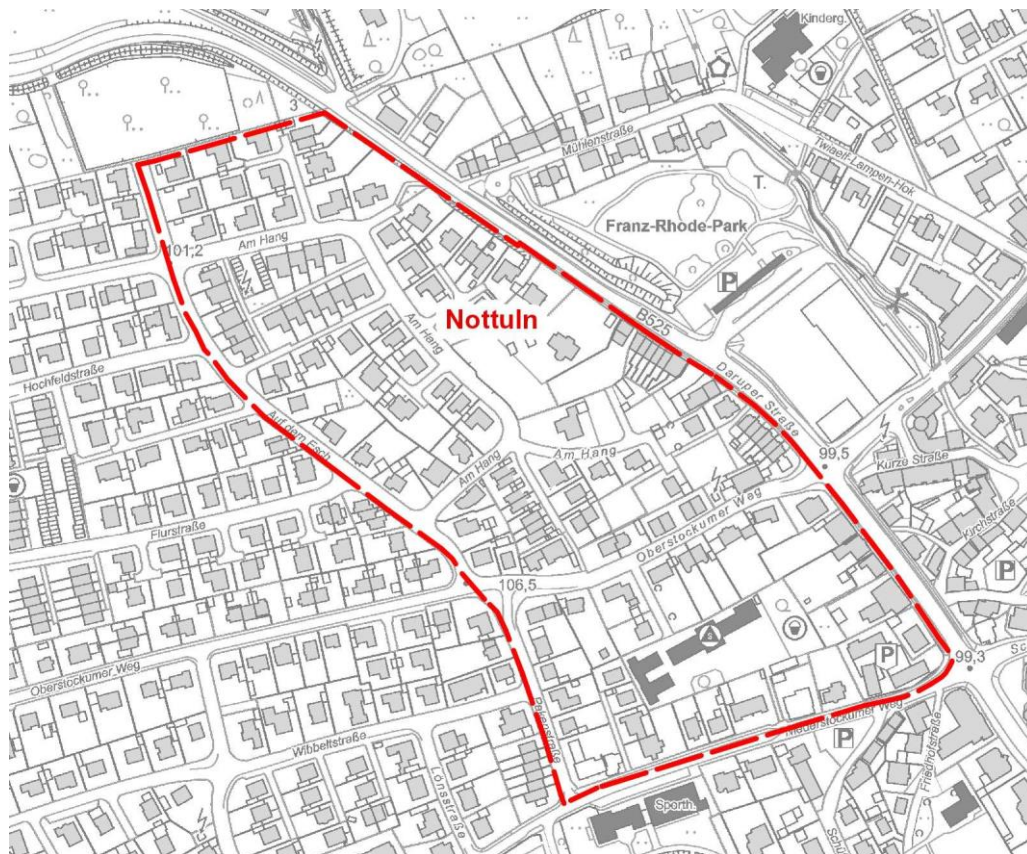 Kinderg.
3
Mühlenstraße
Twiaelf-Lampen-Hok
T.
Franz-Rhode-Park
Am Hang
101,2
P
Nottuln
B525
Am Hang
Hochfeldstraße
Daruper Straße
Auf dem Esch
Am Hang
Am Hang
99,5
Kurze Straße
Flurstraße
Oberstockumer Weg
Kirchstraße
P
106,5
P
99,3
Oberstockumer Weg
Niederstockumer Weg
P
Wibbeltstraße
Lönsstraße
Friedhofstraße
Sporth.